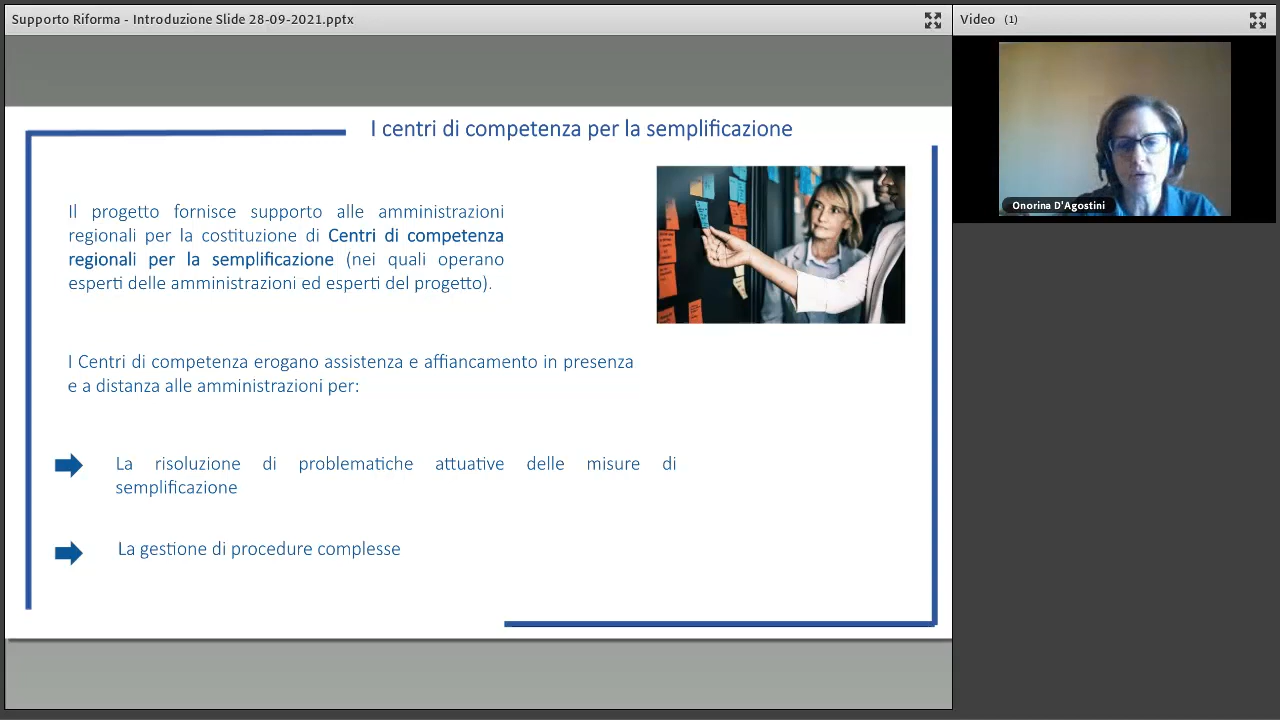 Supporto Riforma - Introduzione Slide 28-09-2021.pptx
Video (1)
I centri di competenza per la semplificazione
Il progetto fornisce supporto alle amministrazioni
regionali per la costituzione di Centri di competenza
regionali per la semplificazione (nei quali operano
esperti delle amministrazioni ed esperti del progetto).
I Centri di competenza erogano assistenza e affiancamento in presenza
e a distanza alle amministrazioni per:
La risoluzione di problematiche attuative delle misure di
semplificazione
La gestione di procedure complesse
Onorina D'Agostini